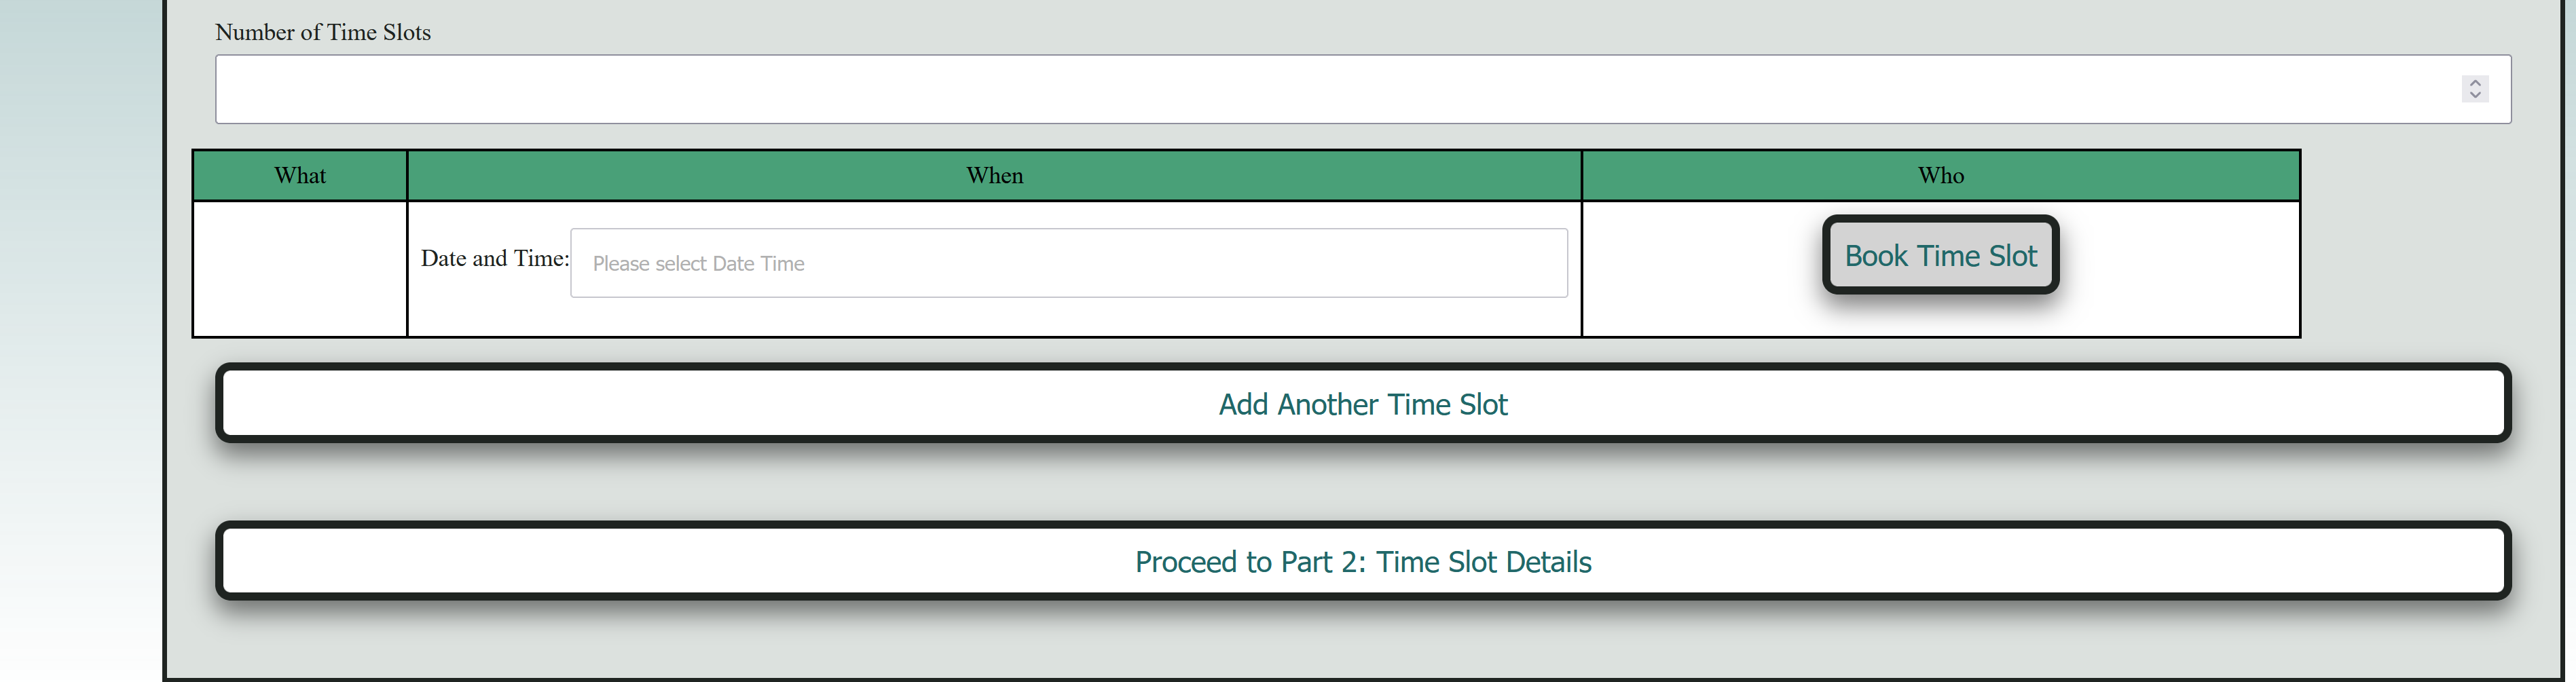 Number of Time Slots
What When Who
Date and Time: Please select Date Time Book Time Slot
Add Another Time Slot
Proceed to Part 2: Time Slot Details